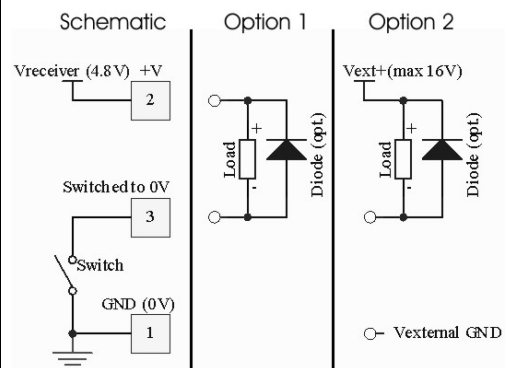 Schematic
Option 1
Option 2
Vreceiver (4.8V) +V
2
Switched to 0V
3
Switch
GND (0V)
1
+
Load
-
Diode (opt.)
Vext+(max 16V)
+
Load
-
Diode (opt.)
Vexternal GND